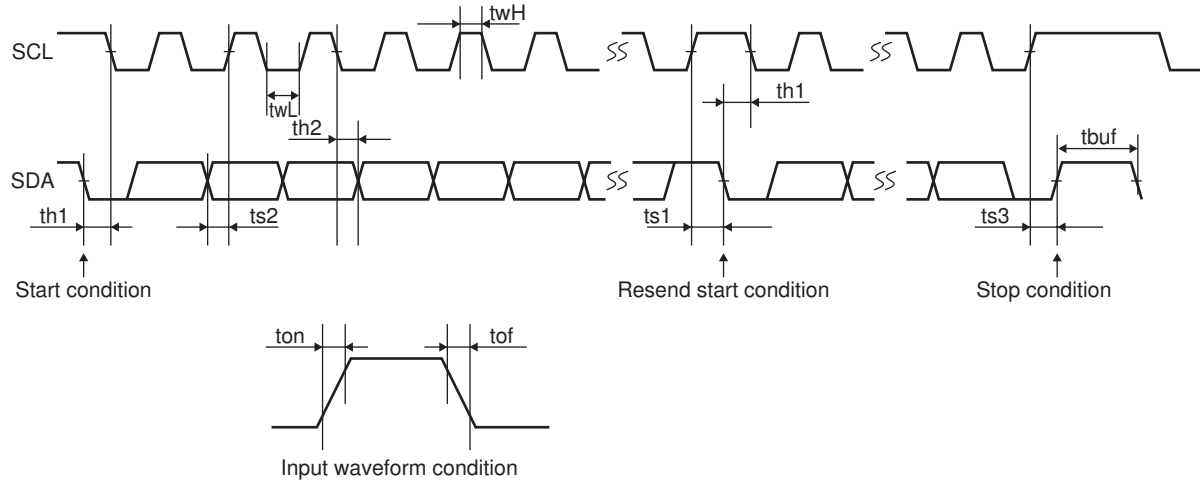 twH
SCL
twL
th1
th2
tbuf
SDA
th1
ts2
ts1
ts3
Start condition
Resend start condition
Stop condition
ton
tof
Input waveform condition